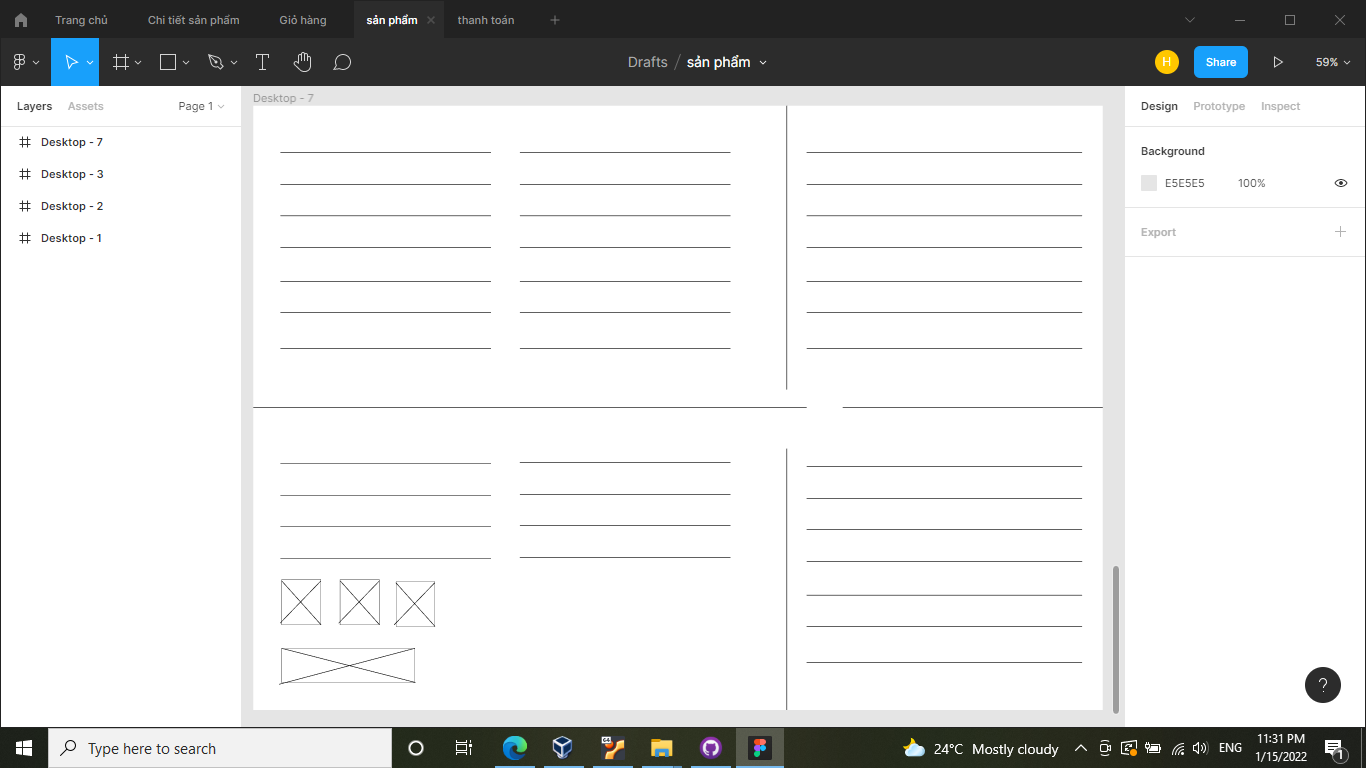 Trang chủ Chi tiết sản phẩm Giỏ hàng sản phẩm thanh toán
Drafts / sản phẩm H Share 59%
Layers Assets Page 1
Desktop - 7
Desktop - 3
Desktop - 2
Desktop - 1
Desktop - 7
Design Prototype Inspect
Background
E5E5E5 100%
Export
?
Type here to search
64
24°C Mostly cloudy ENG 11:31 PM
1/15/2022 1